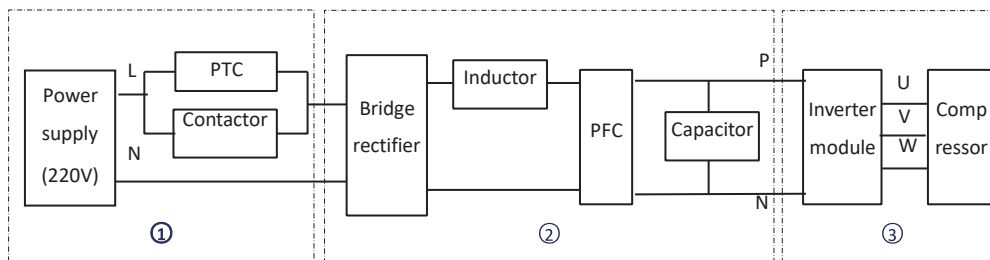 Power
supply
(220V)
L
N
PTC
Contactor
①
Bridge
rectifier
Inductor
PFC
Capacitor
P
N
②
Inverter
module
U
V
W
Comp
ressor
③